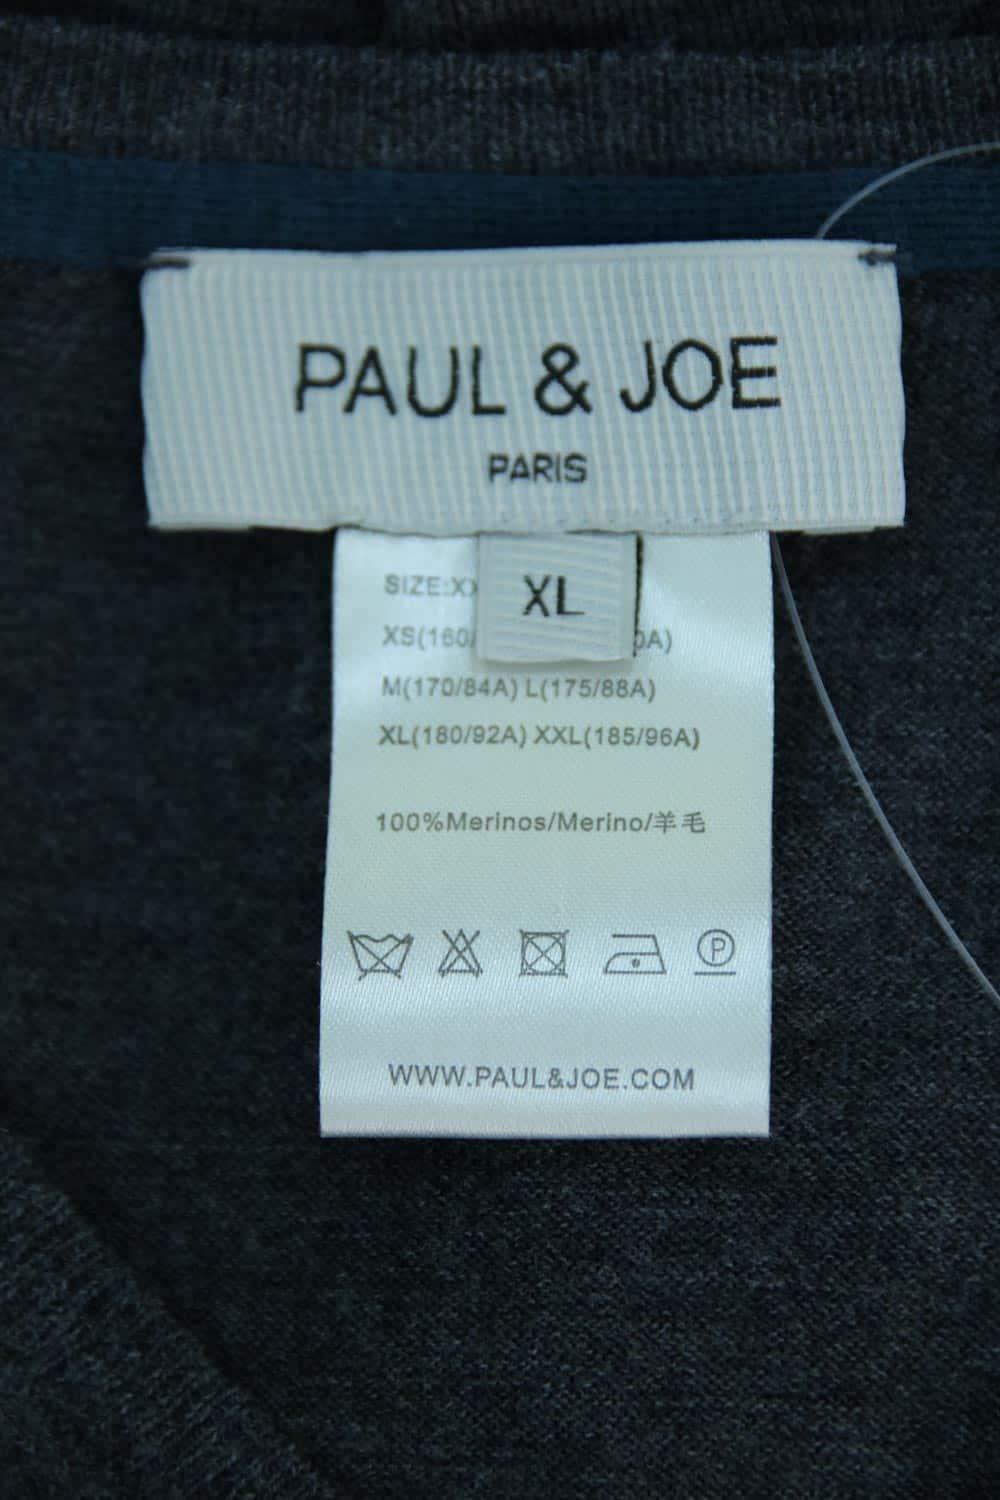 PAUL & JOE
PARIS
XL
SIZE:
M(170/84A) L(175/88A)
XL(180/92A) XXL(185/96A)
100%Merinos/Merino/羊毛
P
WWW.PAUL&JOE.COM